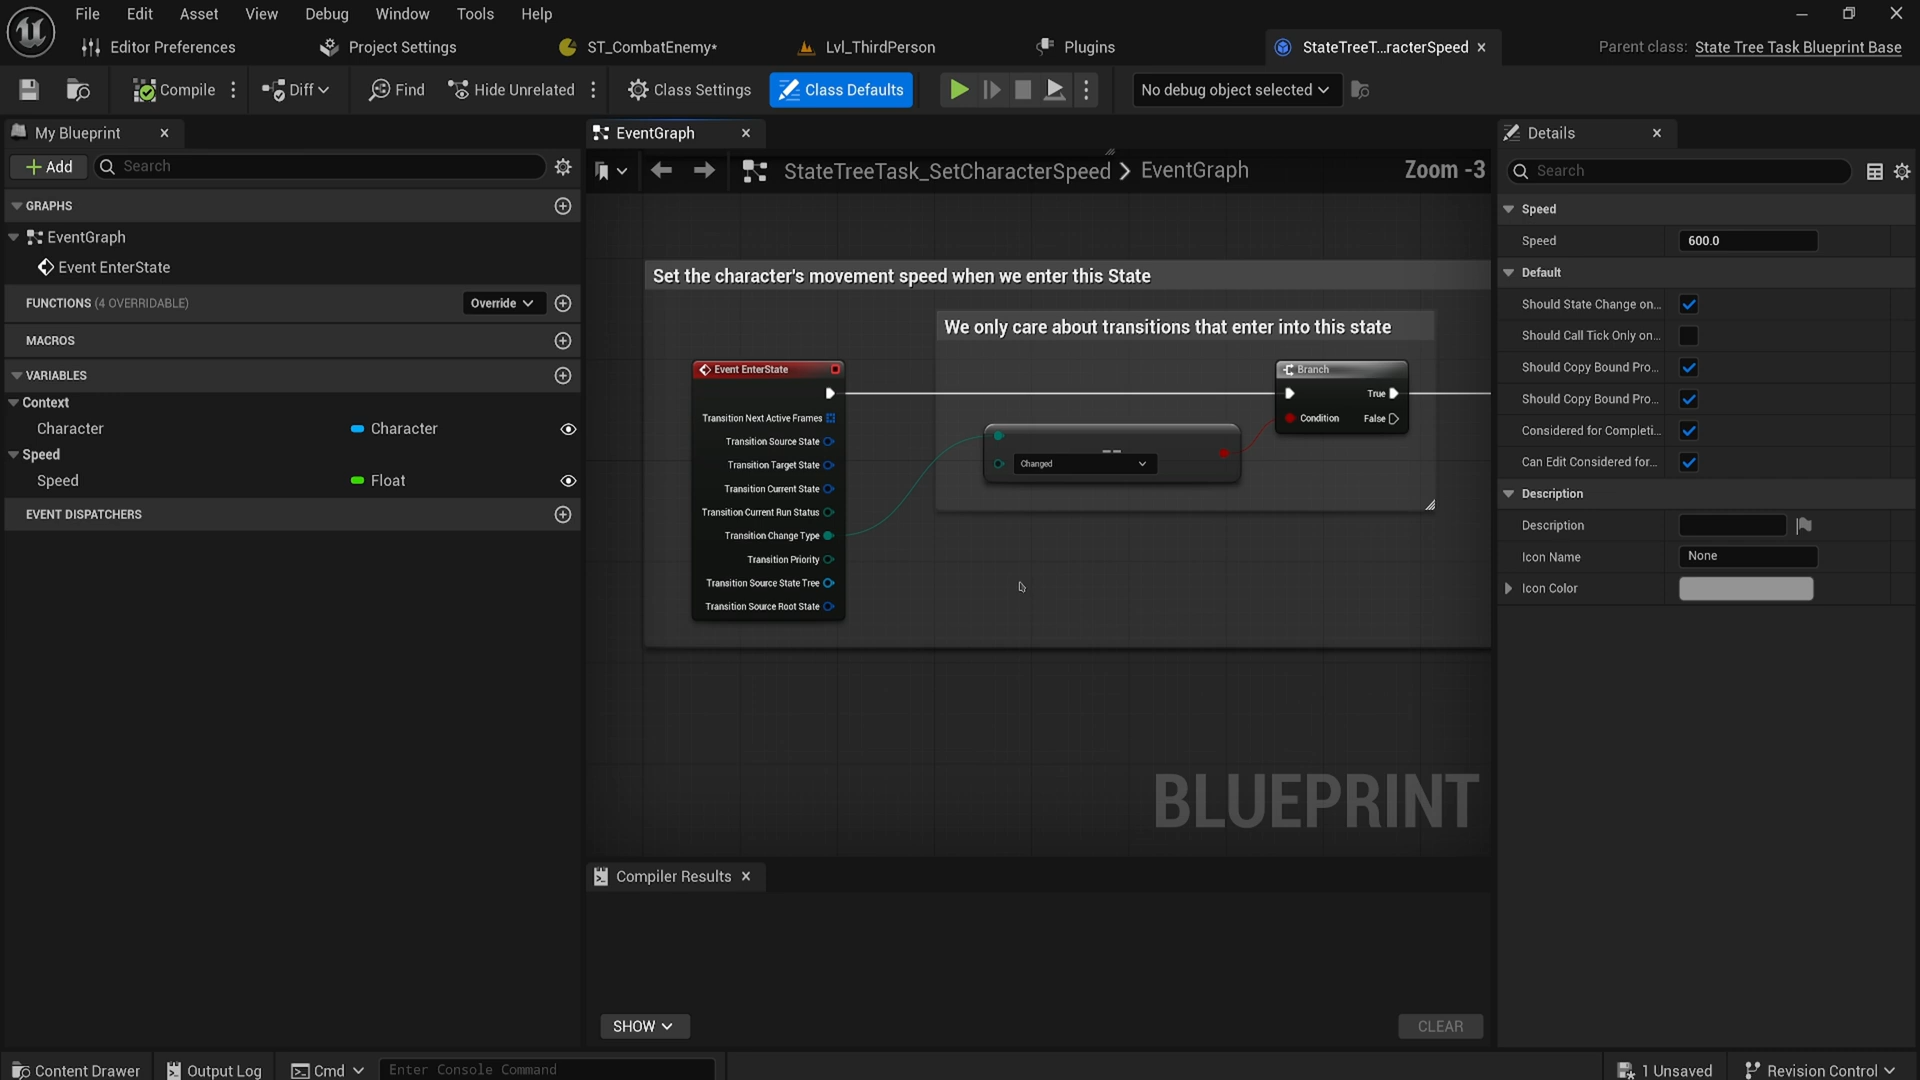 File Edit Asset View Debug Window Tools Help
Editor Preferences Project Settings ST_CombatEnemy* Lvl_ThirdPerson Plugins StateTreeT...racterSpeed Parent class: State Tree Task Blueprint Base
Compile Diff Find Hide Unrelated Class Settings Class Defaults No debug object selected
My Blueprint
Add Search
GRAPHS
EventGraph
Event EnterState
FUNCTIONS (4 OVERRIDABLE) Override
MACROS
VARIABLES
Context
Character Character
Speed
Speed Float
EVENT DISPATCHERS
EventGraph
StateTreeTask_SetCharacterSpeed > EventGraph Zoom -3
Set the character's movement speed when we enter this State
We only care about transitions that enter into this state
Event EnterState
Transition Next Active Frames
Transition Source State
Transition Target State
Transition Current State
Transition Current Run Status
Transition Change Type
Transition Priority
Transition Source State Tree
Transition Source Root State
==
Changed
Branch
True
Condition False
BLUEPRINT
Compiler Results
SHOW CLEAR
Details
Search
Speed
Speed 600.0
Default
Should State Change on...
Should Call Tick Only on...
Should Copy Bound Pro...
Should Copy Bound Pro...
Considered for Completi...
Can Edit Considered for...
Description
Description
Icon Name None
Icon Color
Content Drawer Output Log Cmd Enter Console Command 1 Unsaved Revision Control